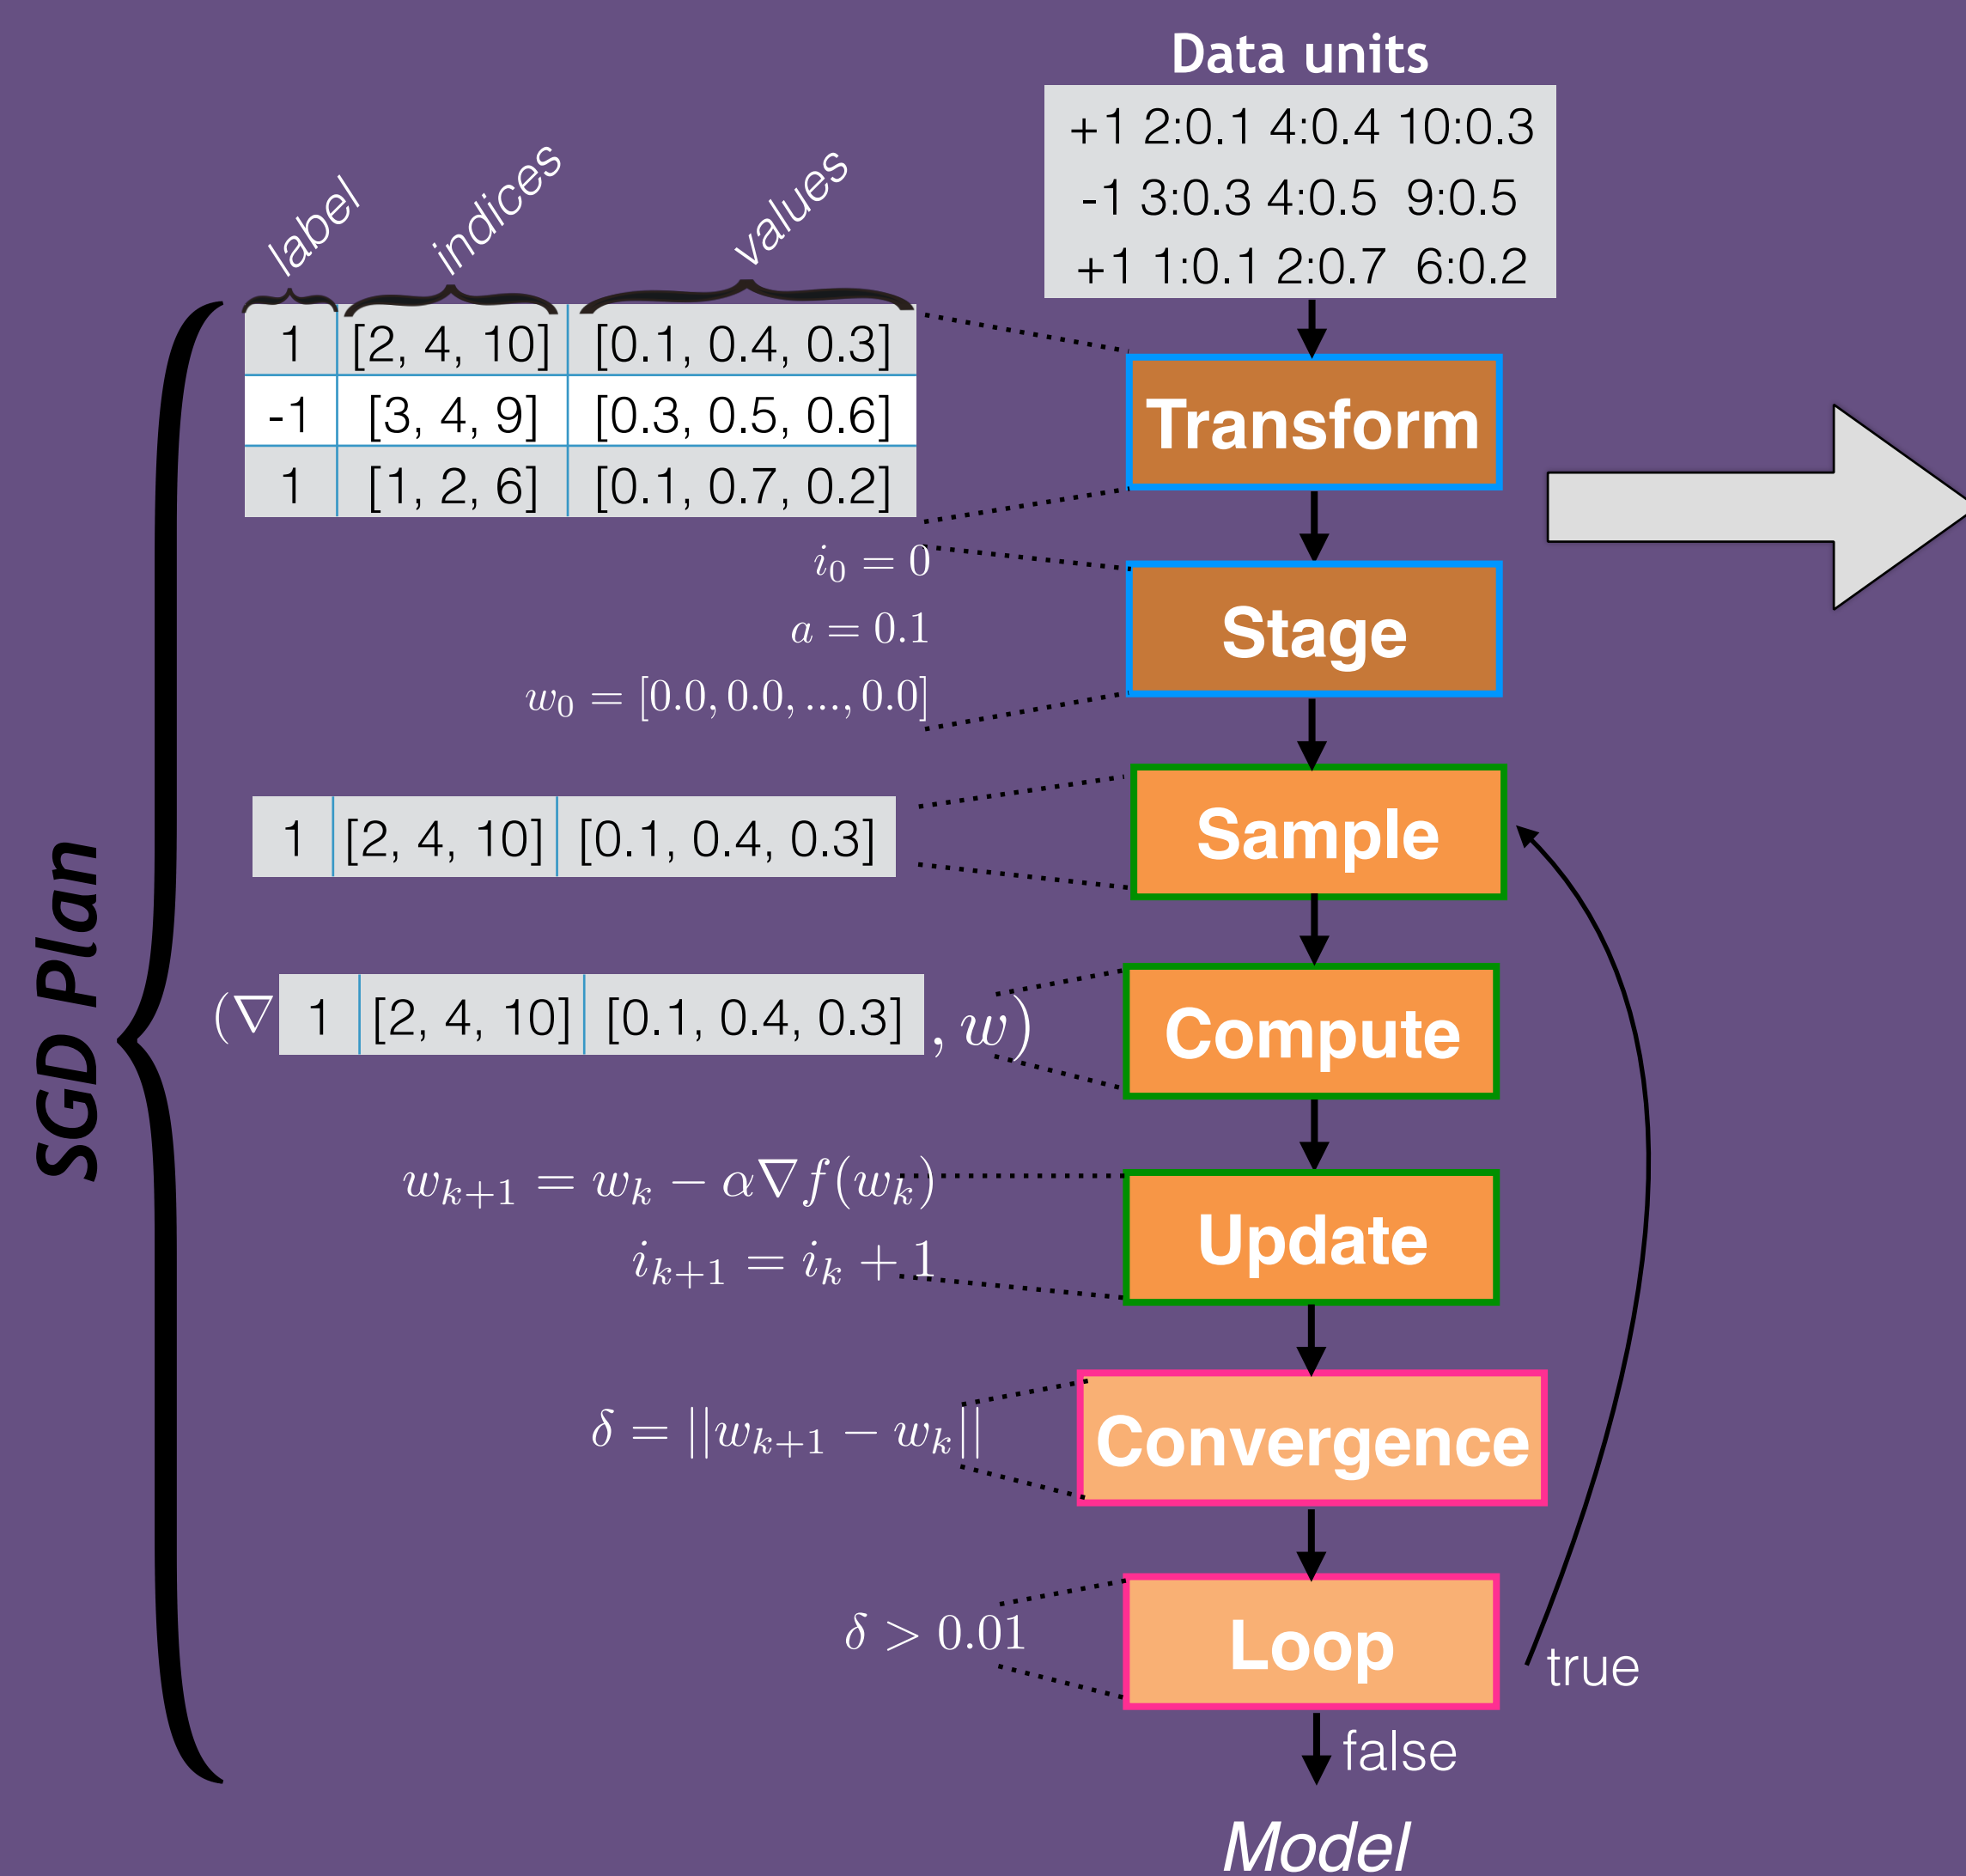 Data units
+1 2:0.1 4:0.4 10:0.3
-1 3:0.3 4:0.5 9:0.5
+1 1:0.1 2:0.7 6:0.2
label indices values
1 [2, 4, 10] [0.1, 0.4, 0.3]
-1 [3, 4, 9] [0.3, 0.5, 0.6]
1 [1, 2, 6] [0.1, 0.7, 0.2]
Transform
i₀ = 0
a = 0.1
w₀ = [0.0, 0.0, ..., 0.0]
Stage
1 [2, 4, 10] [0.1, 0.4, 0.3]
Sample
(∇ 1 [2, 4, 10] [0.1, 0.4, 0.3] , w)
Compute
wₖ₊₁ = wₖ − α∇f(wₖ)
iₖ₊₁ = iₖ + 1
Update
δ = ||wₖ₊₁ − wₖ||
Convergence
δ > 0.01
Loop
true
false
Model
SGD Plan